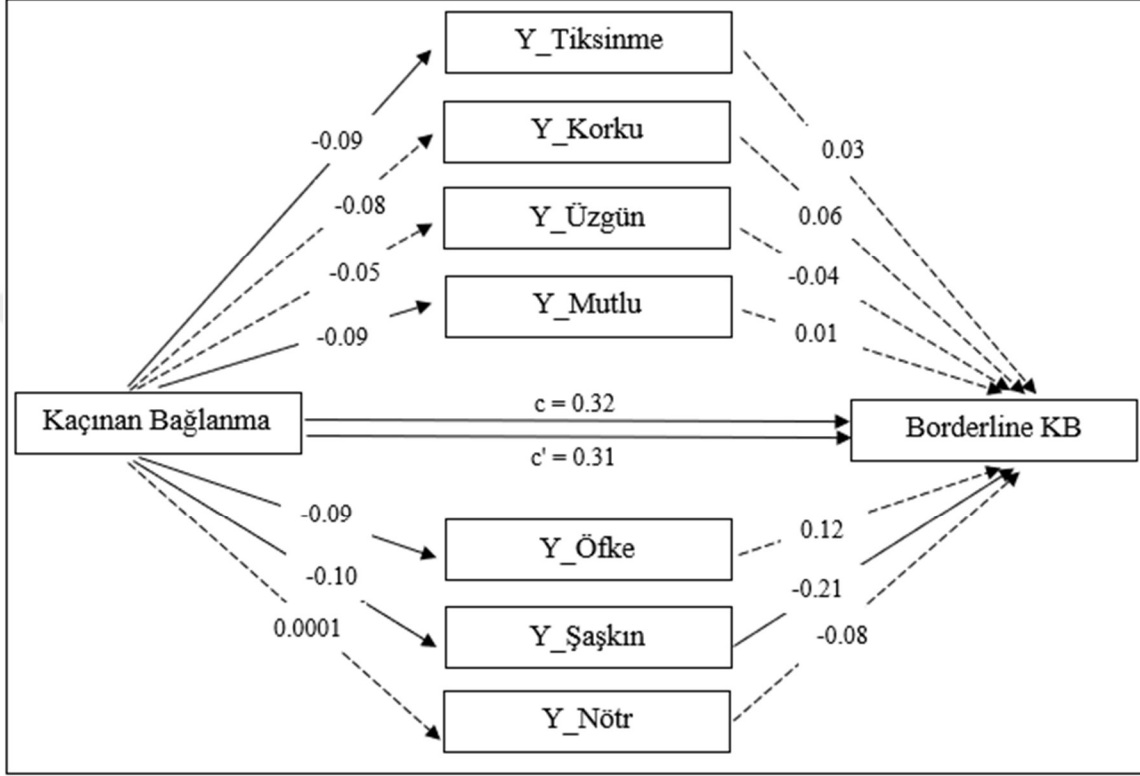 Y_Tiksinme
-0.09
0.03
Y_Korku
-0.08
0.06
Y_Üzgün
-0.05
-0.04
Y_Mutlu
-0.09
0.01
Kaçınan Bağlanma
c = 0.32
c' = 0.31
Borderline KB
-0.09
Y_Öfke
0.12
-0.10
Y_Şaşkın
-0.21
0.0001
Y_Nötr
-0.08